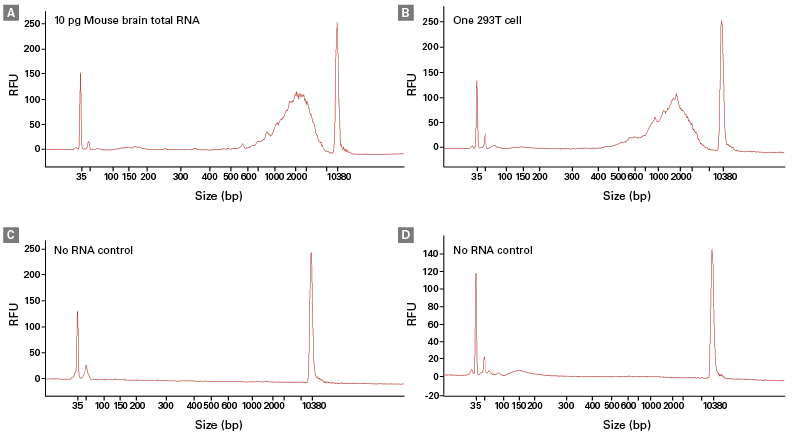 A
10 pg Mouse brain total RNA
RFU
250
200
150
100
50
0
35 100 150 200 300 400 500 600 1000 2000 10380
Size (bp)
B
One 293T cell
RFU
250
200
150
100
50
0
35 100 150 200 300 400 500 600 1000 2000 10380
Size (bp)
C
No RNA control
RFU
250
200
150
100
50
0
35 100 150 200 300 400 500 600 1000 2000 10380
Size (bp)
D
No RNA control
RFU
140
120
100
80
60
40
20
0
-20
35 100 150 200 300 400 500 600 1000 2000 10380
Size (bp)